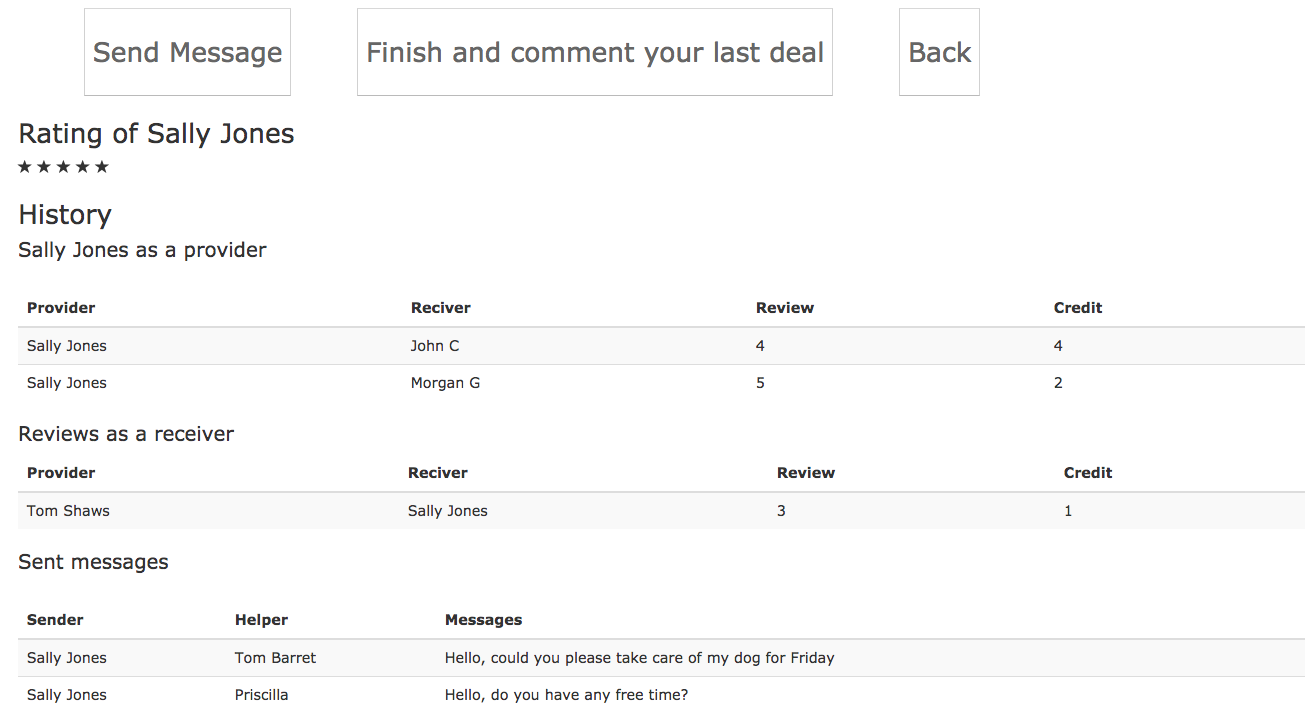 Send Message Finish and comment your last deal Back
Rating of Sally Jones
★ ★ ★ ★ ★
History
Sally Jones as a provider
Provider Reciver Review Credit
Sally Jones John C 4 4
Sally Jones Morgan G 5 2
Reviews as a receiver
Provider Reciver Review Credit
Tom Shaws Sally Jones 3 1
Sent messages
Sender Helper Messages
Sally Jones Tom Barret Hello, could you please take care of my dog for Friday
Sally Jones Priscilla Hello, do you have any free time?